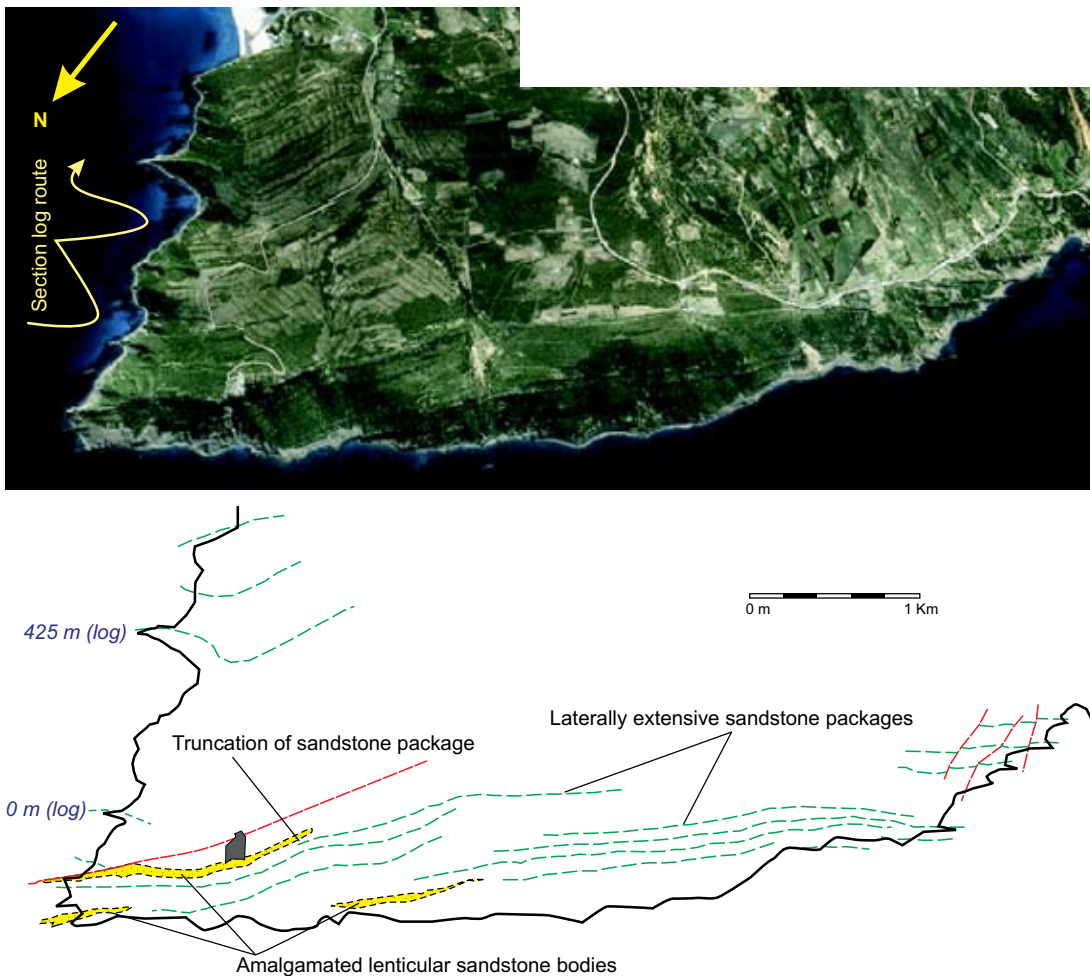 N
Section log route
425 m (log)
0 m
1 Km
Laterally extensive sandstone packages
Truncation of sandstone package
0 m (log)
Amalgamated lenticular sandstone bodies